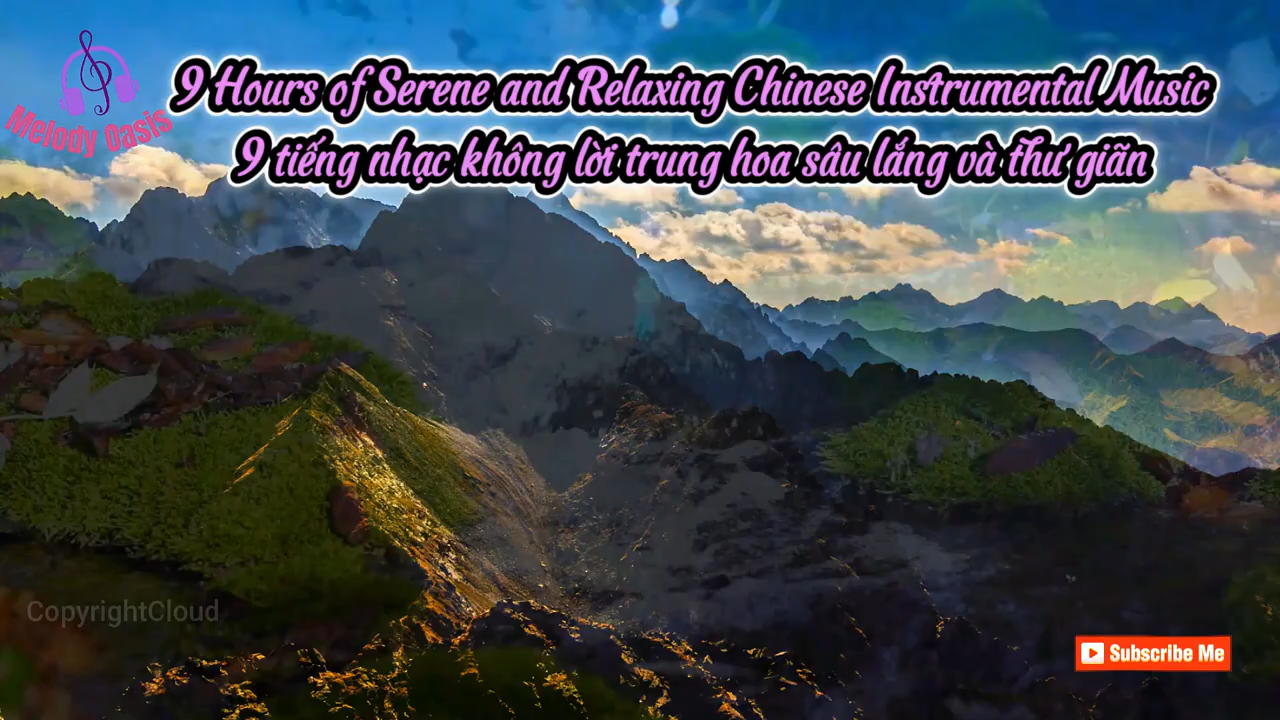 Melody Oasis
9 Hours of Serene and Relaxing Chinese Instrumental Music
9 tiếng nhạc không lời trung hoa sâu lắng và thư giãn
CopyrightCloud
Subscribe Me